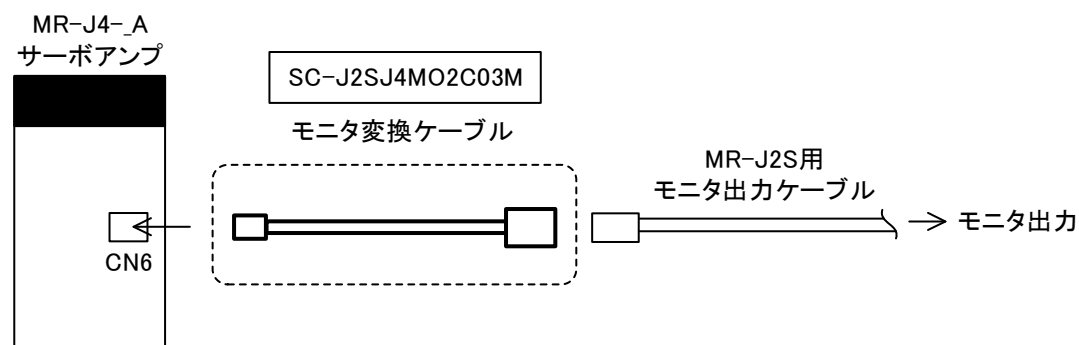 MR-J4-_A
サーボアンプ
SC-J2SJ4MO2C03M
モニタ変換ケーブル
MR-J2S用
モニタ出力ケーブル
モニタ出力
CN6